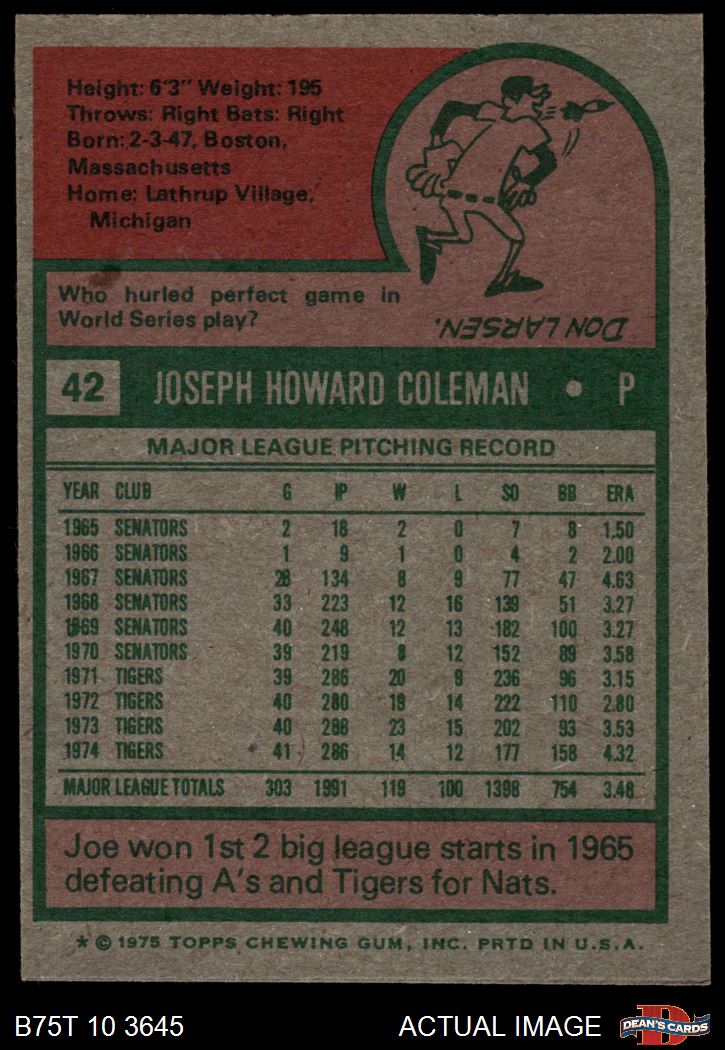 Height: 6'3" Weight: 195
Throws: Right Bats: Right
Born: 2-3-47, Boston,
Massachusetts
Home: Lathrup Village,
Michigan
Who hurled perfect game in
World Series play?
DON LARSEN.
42 JOSEPH HOWARD COLEMAN • P
MAJOR LEAGUE PITCHING RECORD
YEAR CLUB G IP W L SO BB ERA
1965 SENATORS 2 18 2 0 7 8 1.50
1966 SENATORS 1 9 1 0 4 2 2.00
1967 SENATORS 28 134 8 9 77 47 4.63
1968 SENATORS 33 223 12 16 139 51 3.27
1969 SENATORS 40 248 12 13 182 100 3.27
1970 SENATORS 39 219 8 12 152 89 3.58
1971 TIGERS 39 286 20 9 236 96 3.15
1972 TIGERS 40 280 19 14 222 110 2.80
1973 TIGERS 40 288 23 15 202 93 3.53
1974 TIGERS 41 286 14 12 177 158 4.32
MAJOR LEAGUE TOTALS 303 1991 119 100 1398 754 3.48
Joe won 1st 2 big league starts in 1965
defeating A's and Tigers for Nats.
* © 1975 TOPPS CHEWING GUM, INC. PRTD IN U.S.A.
B75T 10 3645 ACTUAL IMAGE D DEAN'S CARDS